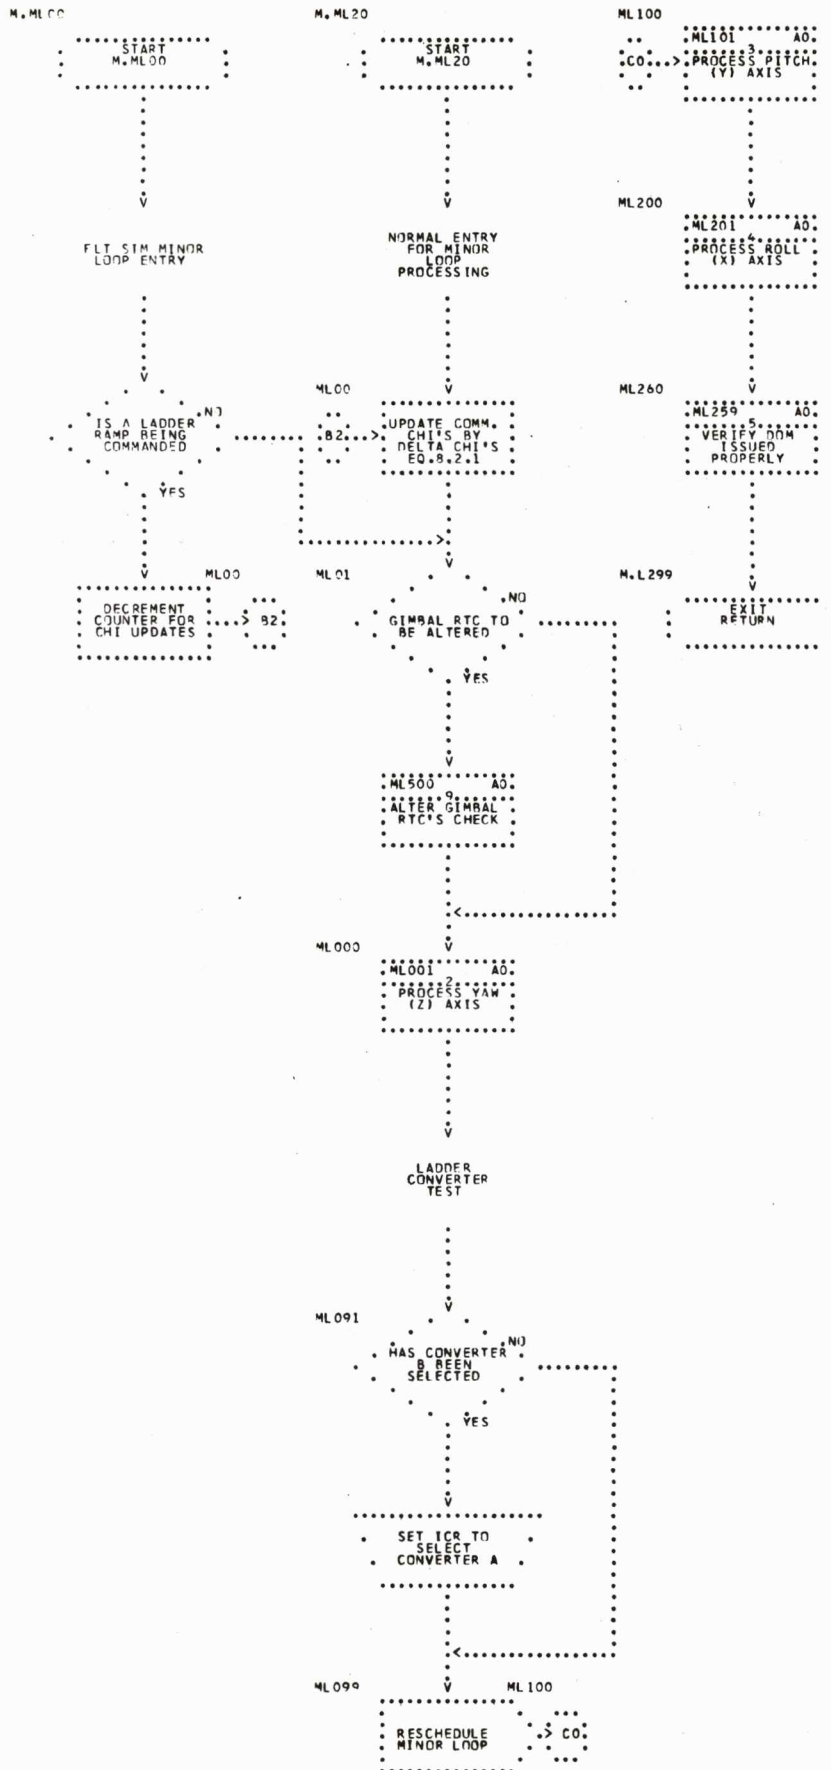 M.ML00
START
M.ML00
FLT SIM MINOR
LOOP ENTRY
IS A LADDER
RAMP BEING
COMMANDED
NO
YES
ML00
DECREMENT
COUNTER FOR
CHI UPDATES
B2
M.ML20
START
M.ML20
NORMAL ENTRY
FOR MINOR
LOOP
PROCESSING
ML00
B2
UPDATE COMM.
CHI'S BY
DELTA CHI'S
EQ.8.2.1
ML01
GIMBAL RTC TO
BE ALTERED
NO
YES
ML500 A0
9
ALTER GIMBAL
RTC'S CHECK
ML000
ML001 A0
2
PROCESS YAW
(Z) AXIS
LADDER
CONVERTER
TEST
ML091
HAS CONVERTER
B BEEN
SELECTED
NO
YES
SET ICR TO
SELECT
CONVERTER A
ML099
RESCHEDULE
MINOR LOOP
ML100
C0
ML100
C0
ML101 A0
3
PROCESS PITCH
(Y) AXIS
ML200
ML201 A0
4
PROCESS ROLL
(X) AXIS
ML260
ML259 A0
5
VERIFY DOM
ISSUED
PROPERLY
M.L299
EXIT
RETURN